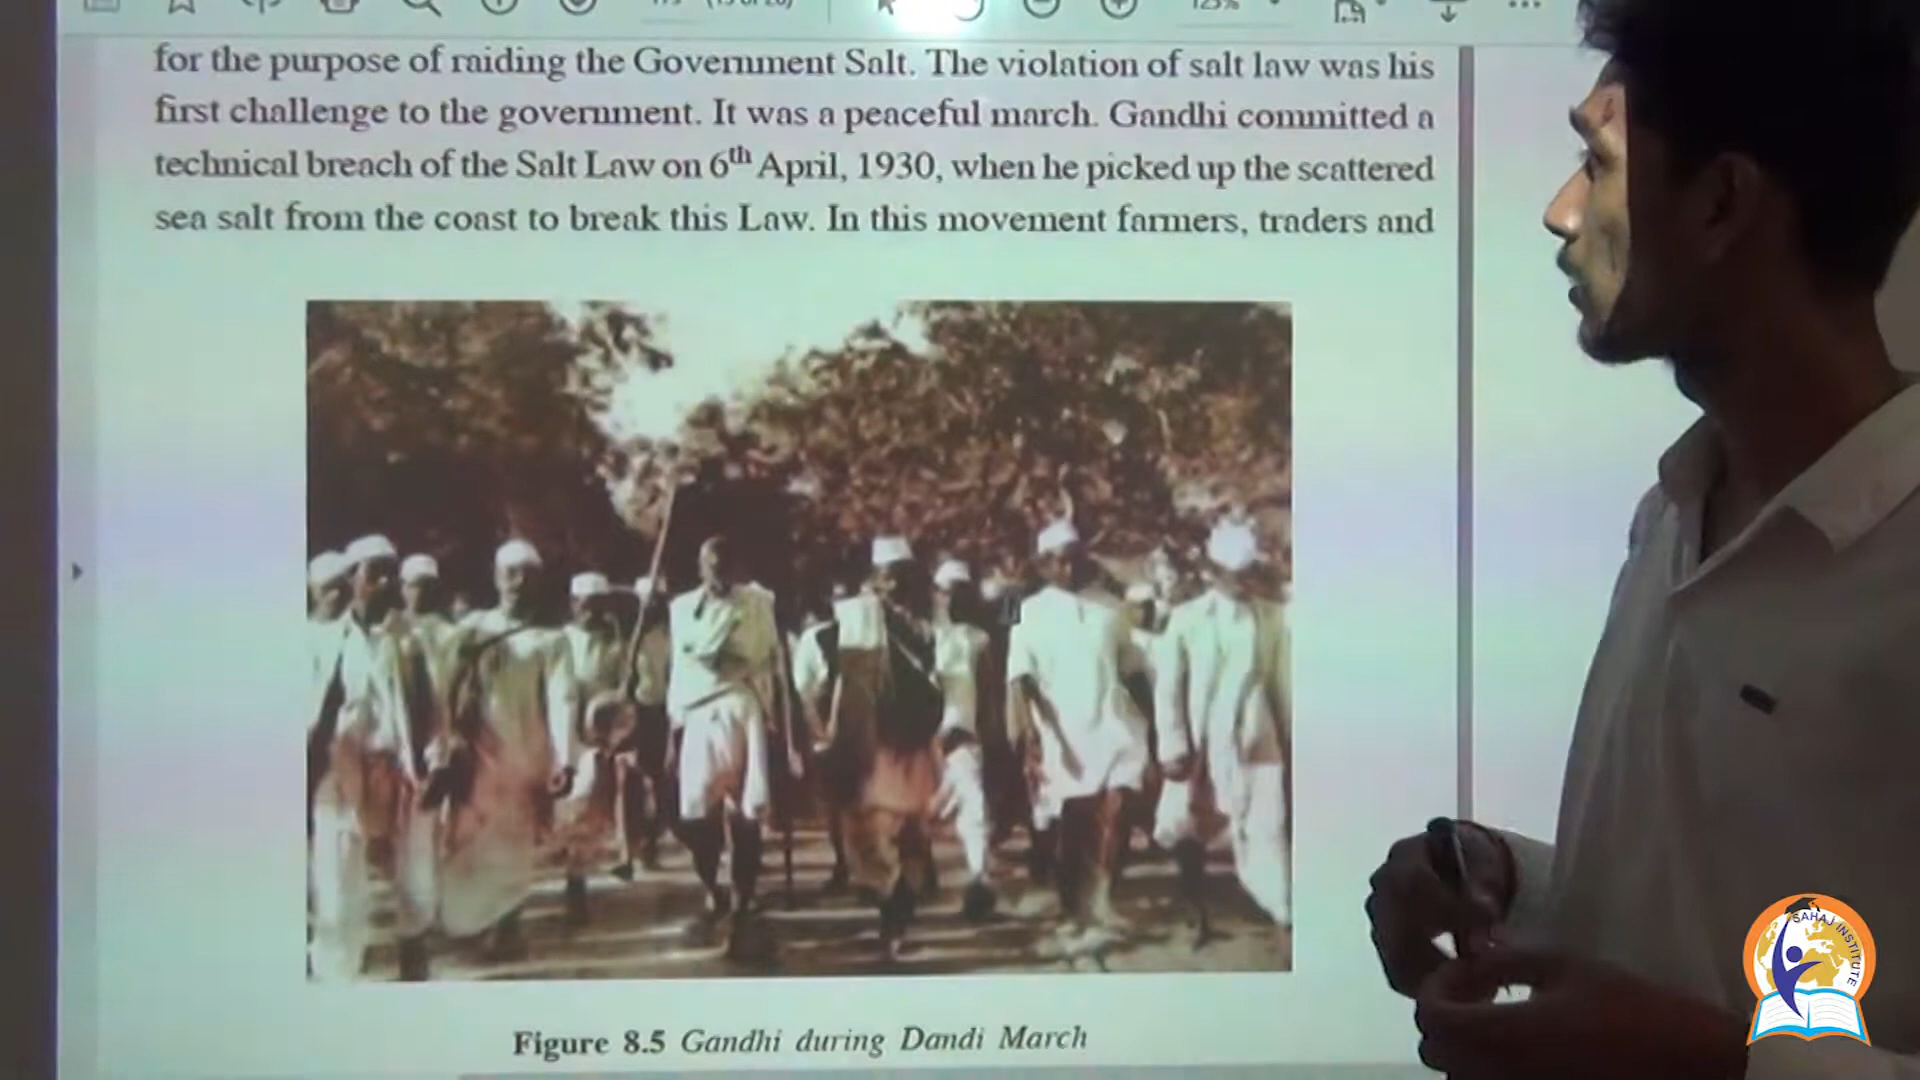 for the purpose of raiding the Government Salt. The violation of salt law was his
first challenge to the government. It was a peaceful march. Gandhi committed a
technical breach of the Salt Law on 6th April, 1930, when he picked up the scattered
sea salt from the coast to break this Law. In this movement farmers, traders and
Figure 8.5 Gandhi during Dandi March
SAHAJ INSTITUTE